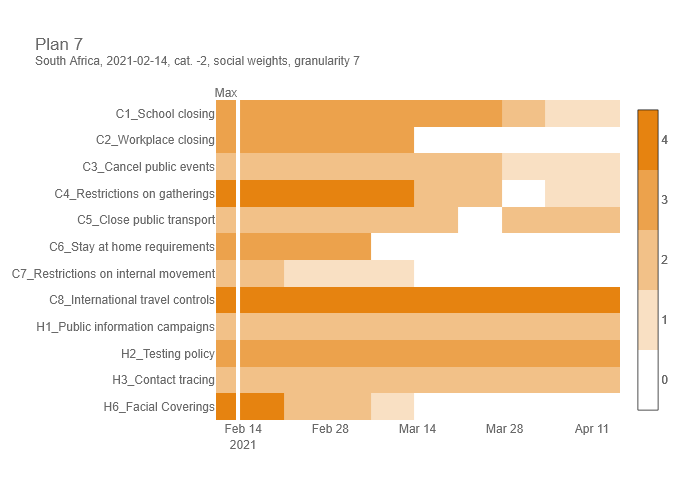 Plan 7
South Africa, 2021-02-14, cat. -2, social weights, granularity 7
Max
C1_School closing
C2_Workplace closing
C3_Cancel public events
C4_Restrictions on gatherings
C5_Close public transport
C6_Stay at home requirements
C7_Restrictions on internal movement
C8_International travel controls
H1_Public information campaigns
H2_Testing policy
H3_Contact tracing
H6_Facial Coverings
Feb 14 Feb 28 Mar 14 Mar 28 Apr 11
2021
4
3
2
1
0